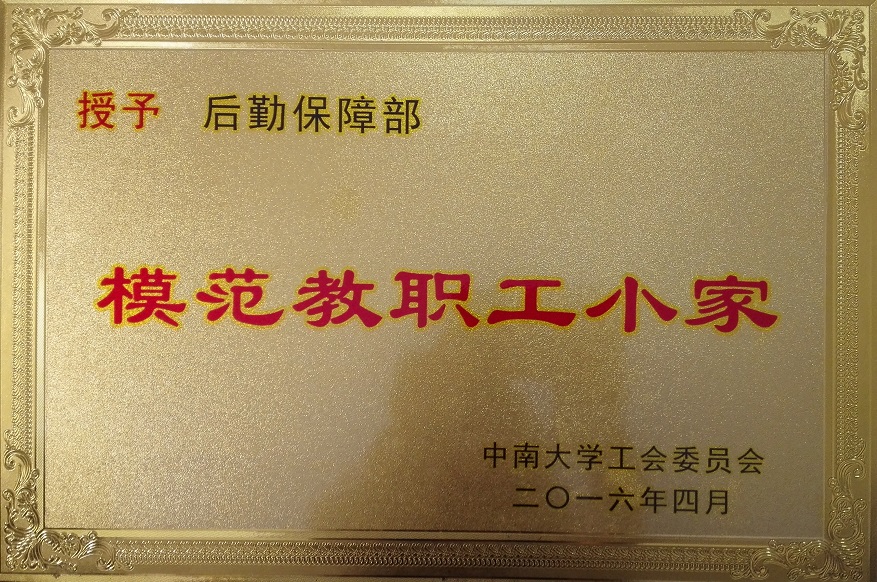 授予 后勤保障部
模范教职工小家
中南大学工会委员会
二〇一六年四月